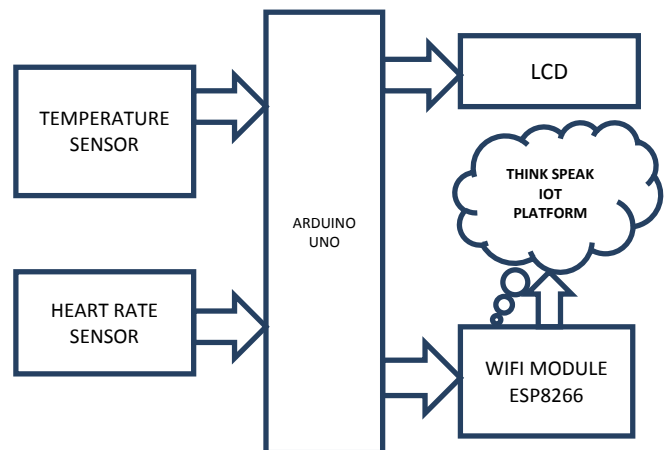 TEMPERATURE
SENSOR
HEART RATE
SENSOR
ARDUINO
UNO
LCD
THINK SPEAK
IOT
PLATFORM
WIFI MODULE
ESP8266